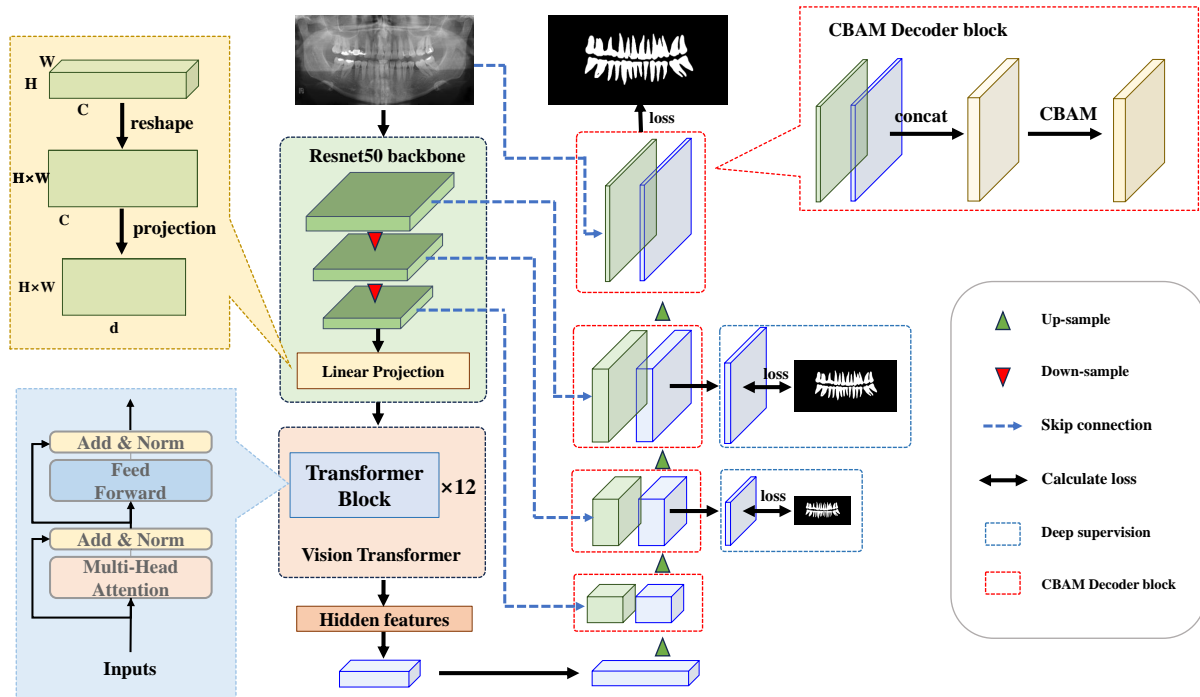 W
H
C
reshape
H×W
C
projection
H×W
d
Resnet50 backbone
Linear Projection
Transformer
Block
×12
Vision Transformer
Hidden features
Add & Norm
Feed
Forward
Add & Norm
Multi-Head
Attention
Inputs
loss
loss
loss
CBAM Decoder block
concat
CBAM
Up-sample
Down-sample
Skip connection
Calculate loss
Deep supervision
CBAM Decoder block